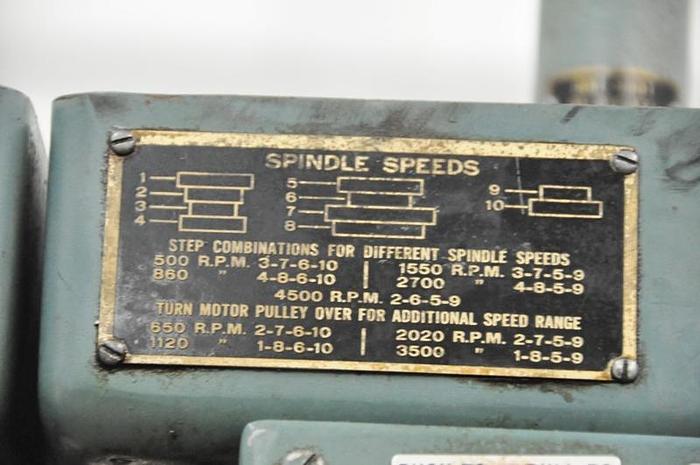 SPINDLE SPEEDS
1 5 9
2 6 10
3 7
4 8
STEP COMBINATIONS FOR DIFFERENT SPINDLE SPEEDS
500 R.P.M. 3-7-6-10 1550 R.P.M. 3-7-5-9
860 " 4-8-6-10 2700 " 4-8-5-9
4500 R.P.M. 2-6-5-9
TURN MOTOR PULLEY OVER FOR ADDITIONAL SPEED RANGE
650 R.P.M. 2-7-6-10 2020 R.P.M. 2-7-5-9
1120 " 1-8-6-10 3500 " 1-8-5-9